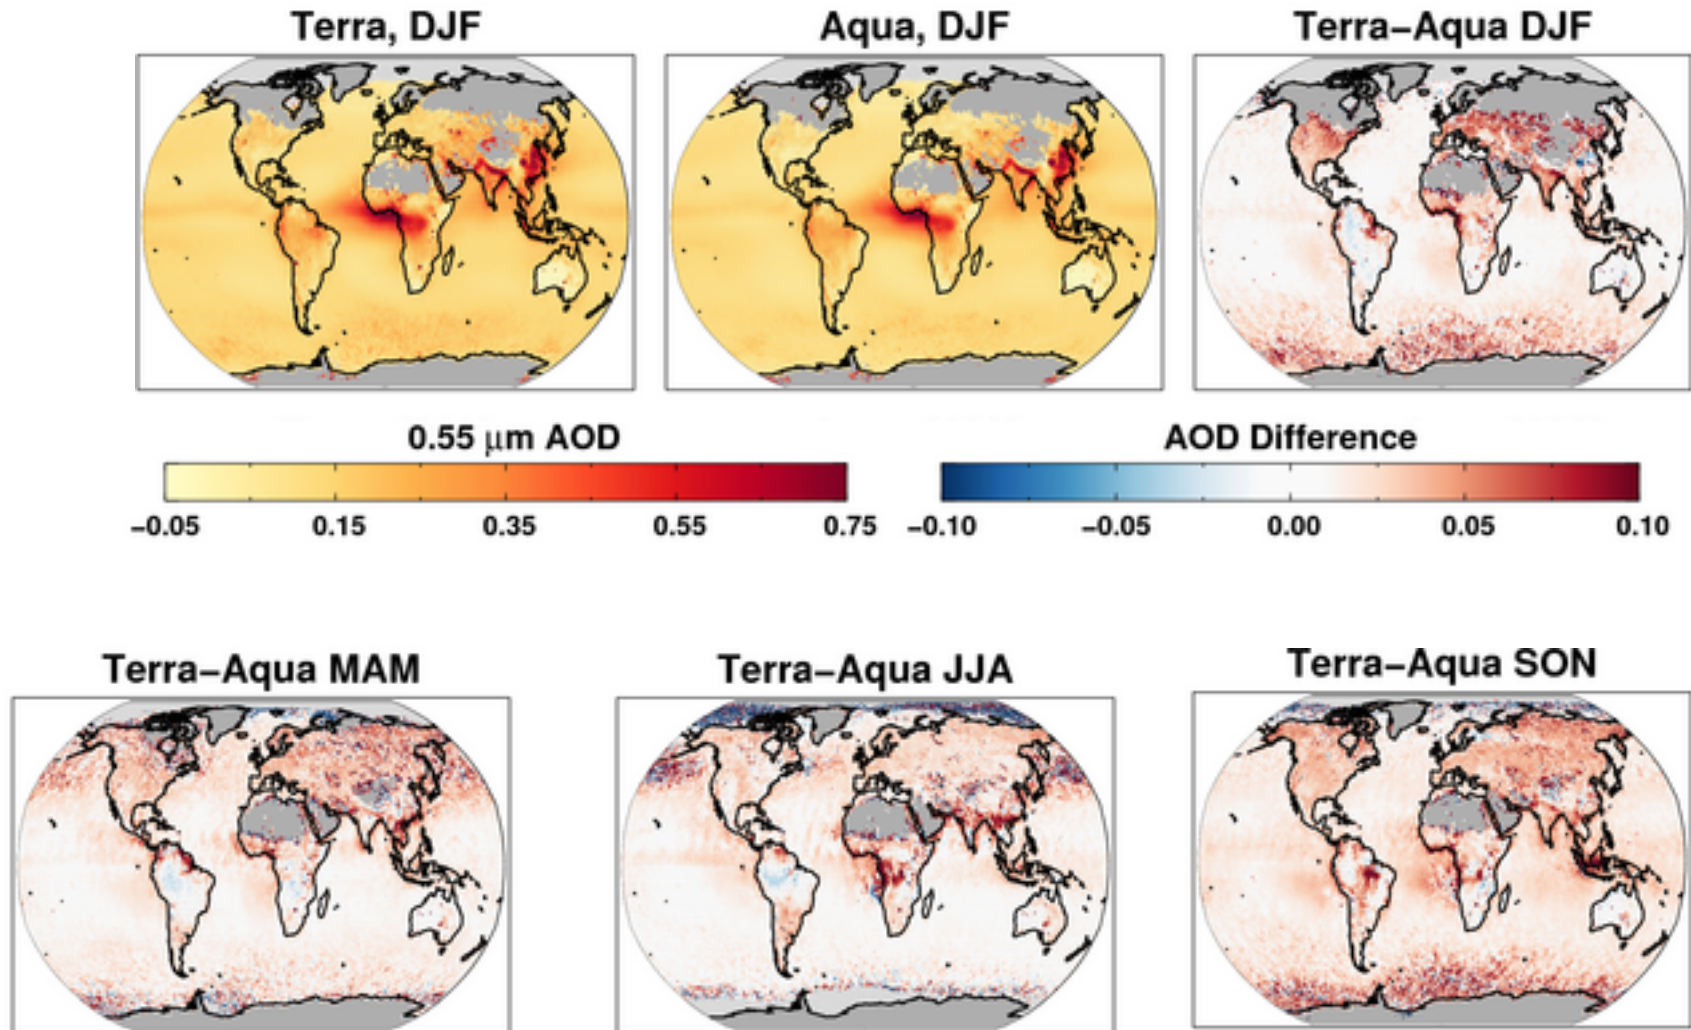 Terra, DJF
Aqua, DJF
Terra−Aqua DJF
0.55 μm AOD
−0.05 0.15 0.35 0.55 0.75
AOD Difference
−0.10 −0.05 0.00 0.05 0.10
Terra−Aqua MAM
Terra−Aqua JJA
Terra−Aqua SON